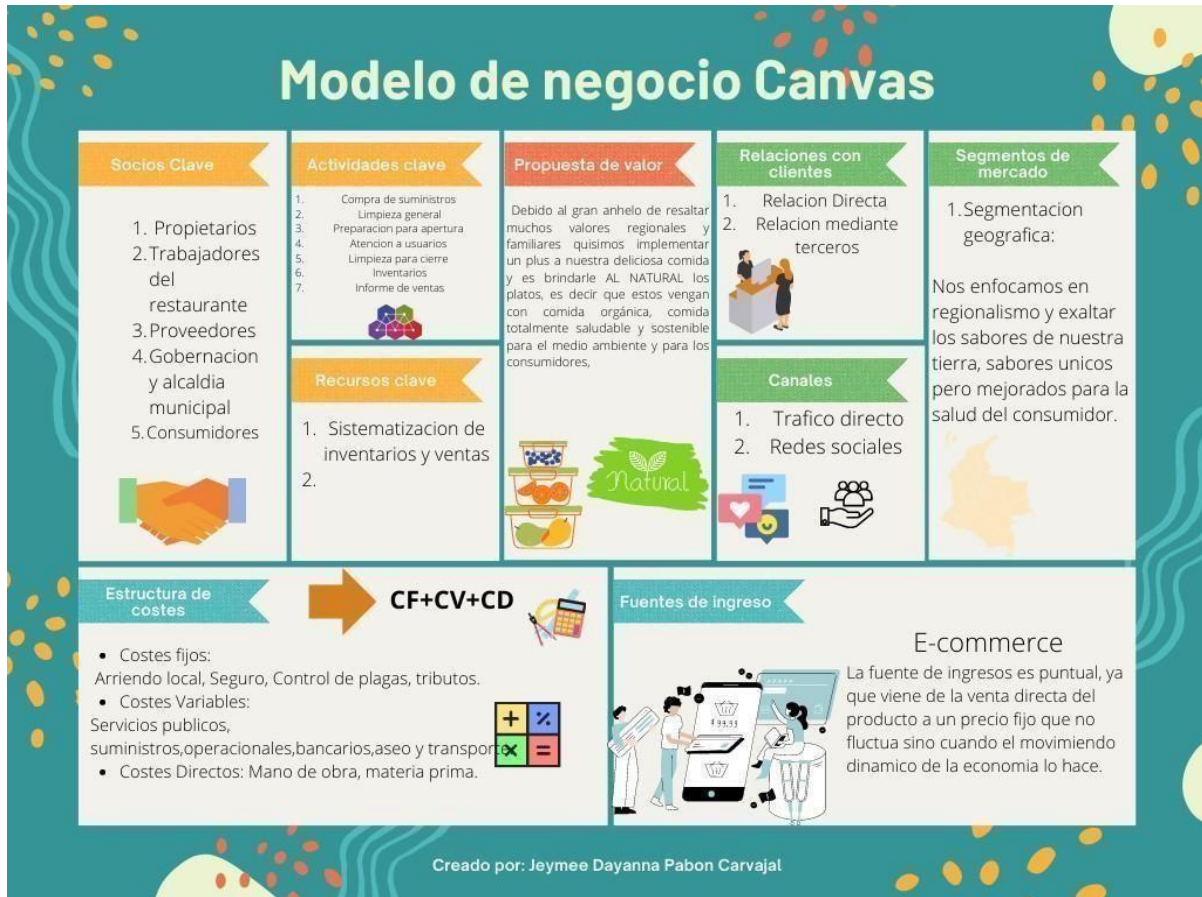 Modelo de negocio Canvas
Socios Clave
1. Propietarios
2. Trabajadores
del
restaurante
3. Proveedores
4. Gobernacion
y alcaldia
municipal
5. Consumidores
Actividades clave
1. Compra de suministros
2. Limpieza general
3. Preparacion para apertura
4. Atencion a usuarios
5. Limpieza para cierre
6. Inventarios
7. Informe de ventas
Recursos clave
1. Sistematizacion de
inventarios y ventas
2.
Propuesta de valor
Debido al gran anhelo de resaltar
muchos valores regionales y
familiares quisimos implementar
un plus a nuestra deliciosa comida
y es brindarle AL NATURAL los
platos, es decir que estos vengan
con comida orgánica, comida
totalmente saludable y sostenible
para el medio ambiente y para los
consumidores,
Natural
Relaciones con
clientes
1. Relacion Directa
2. Relacion mediante
terceros
Canales
1. Trafico directo
2. Redes sociales
Segmentos de
mercado
1. Segmentacion
geografica:
Nos enfocamos en
regionalismo y exaltar
los sabores de nuestra
tierra, sabores unicos
pero mejorados para la
salud del consumidor.
Estructura de
costes
CF+CV+CD
• Costes fijos:
Arriendo local, Seguro, Control de plagas, tributos.
• Costes Variables:
Servicios publicos,
suministros,operacionales,bancarios,aseo y transporte
• Costes Directos: Mano de obra, materia prima.
+ %
× =
Fuentes de ingreso
E-commerce
La fuente de ingresos es puntual, ya
que viene de la venta directa del
producto a un precio fijo que no
fluctua sino cuando el movimiendo
dinamico de la economia lo hace.
$ 99.99
Creado por: Jeymee Dayanna Pabon Carvajal